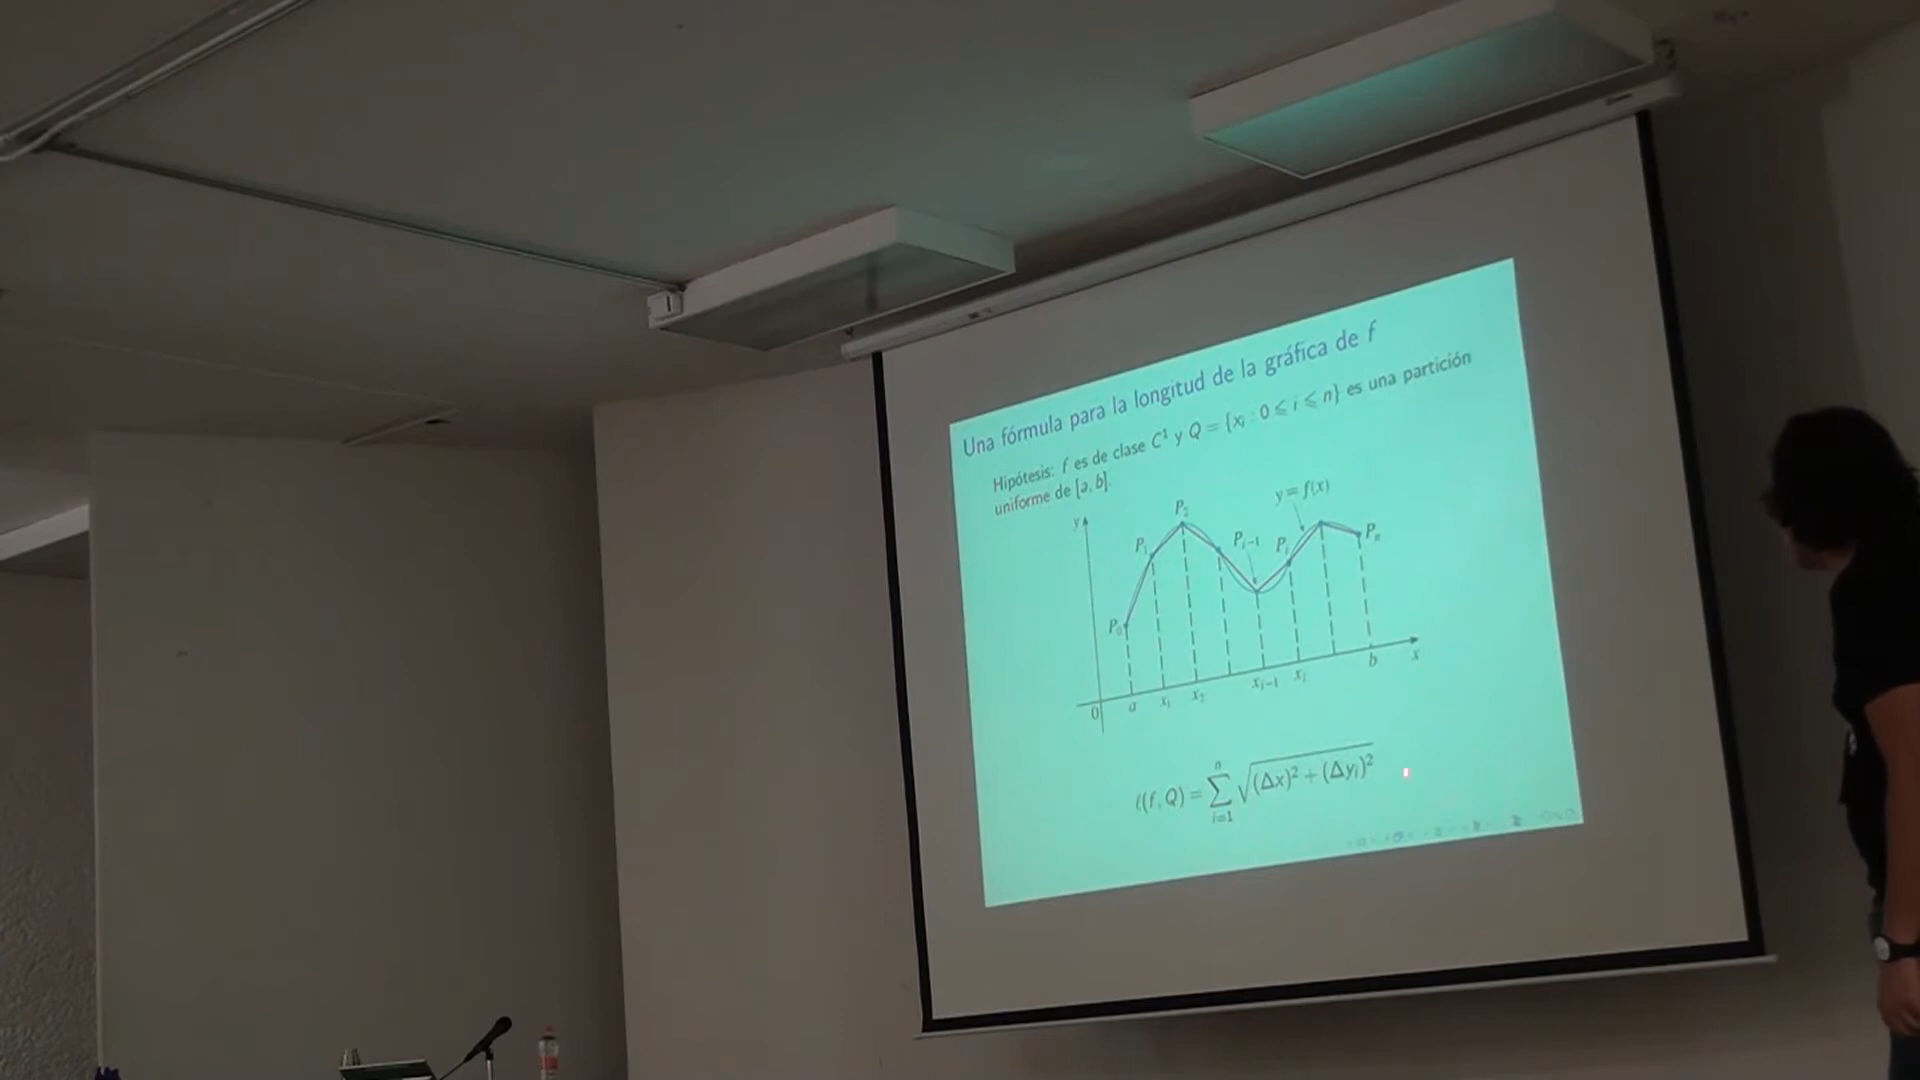 Una fórmula para la longitud de la gráfica de f
Hipótesis: f es de clase C¹ y Q = {xᵢ : 0 ⩽ i ⩽ n} es una partición
uniforme de [a, b].
y
P₂
y = f(x)
P₁
Pᵢ₋₁
Pᵢ
Pₙ
P₀
0
a
x₁
x₂
xᵢ₋₁
xᵢ
b
x
ℓ(f, Q) = ∑ᵢ₌₁ⁿ √((Δx)² + (Δyᵢ)²)